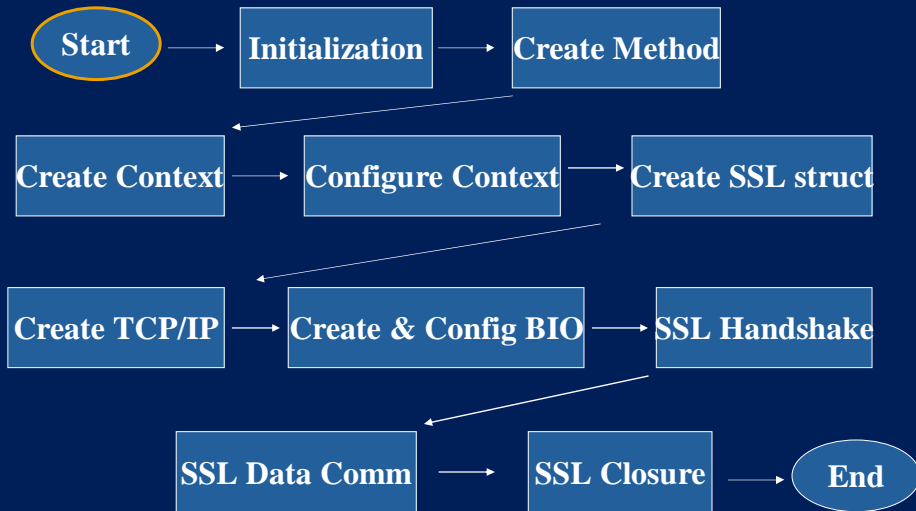 Start
Initialization
Create Method
Create Context
Configure Context
Create SSL struct
Create TCP/IP
Create & Config BIO
SSL Handshake
SSL Data Comm
SSL Closure
End